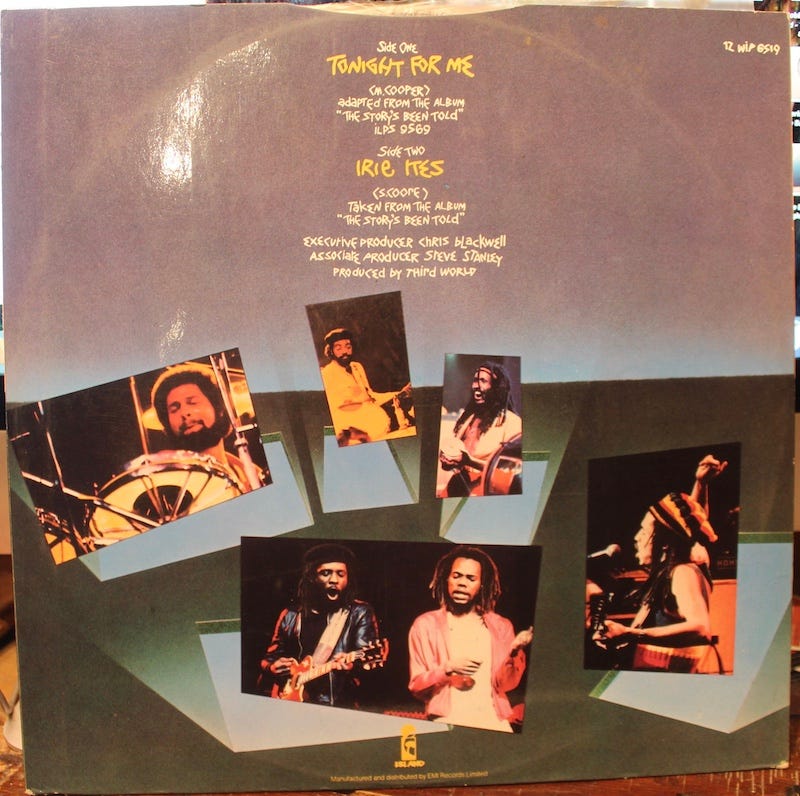 Side One
TONIGHT FOR ME
(M.COOPER)
adapted FROM THE ALBUM
"THE STORY'S BEEN TOLD"
iLPS 9569
Side Two
IRIE ITES
(S.COORE)
TAKEN FROM THE ALBUM
"THE STORY'S BEEN TOLD"
EXECUTIVE PRODUCER CHRIS blackwell
ASSOCIATE PRODUCER STEVE STANLEY
PRODUCED by THIRD WORLD
12 WIP 6519
ISLAND
Manufactured and distributed by EMI Records Limited